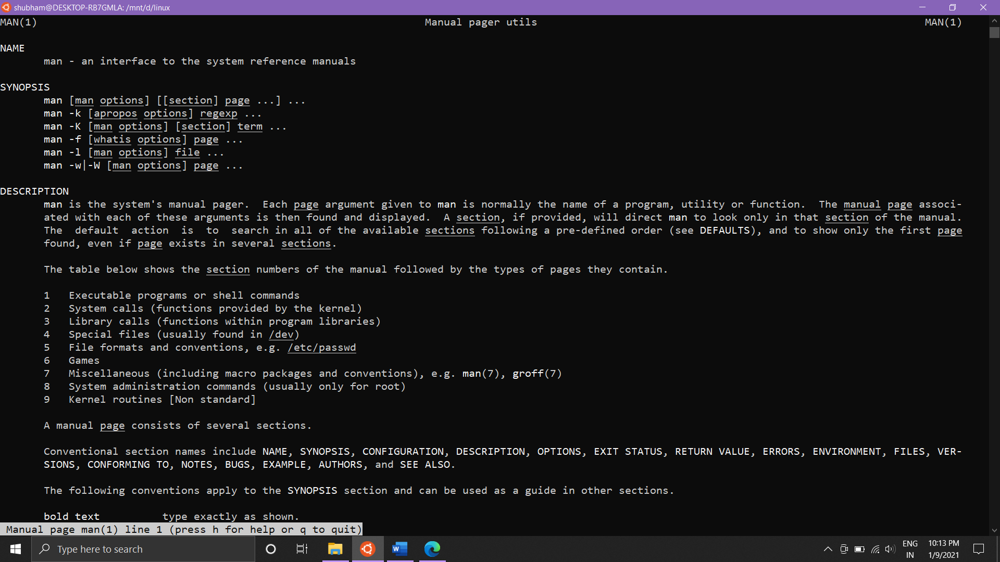 shubham@DESKTOP-RB7GMLA: /mnt/d/linux
MAN(1) Manual pager utils MAN(1)
NAME
man - an interface to the system reference manuals
SYNOPSIS
man [man options] [[section] page ...] ...
man -k [apropos options] regexp ...
man -K [man options] [section] term ...
man -f [whatis options] page ...
man -l [man options] file ...
man -w|-W [man options] page ...
DESCRIPTION
man is the system's manual pager. Each page argument given to man is normally the name of a program, utility or function. The manual page associ-
ated with each of these arguments is then found and displayed. A section, if provided, will direct man to look only in that section of the manual.
The default action is to search in all of the available sections following a pre-defined order (see DEFAULTS), and to show only the first page
found, even if page exists in several sections.
The table below shows the section numbers of the manual followed by the types of pages they contain.
1 Executable programs or shell commands
2 System calls (functions provided by the kernel)
3 Library calls (functions within program libraries)
4 Special files (usually found in /dev)
5 File formats and conventions, e.g. /etc/passwd
6 Games
7 Miscellaneous (including macro packages and conventions), e.g. man(7), groff(7)
8 System administration commands (usually only for root)
9 Kernel routines [Non standard]
A manual page consists of several sections.
Conventional section names include NAME, SYNOPSIS, CONFIGURATION, DESCRIPTION, OPTIONS, EXIT STATUS, RETURN VALUE, ERRORS, ENVIRONMENT, FILES, VER-
SIONS, CONFORMING TO, NOTES, BUGS, EXAMPLE, AUTHORS, and SEE ALSO.
The following conventions apply to the SYNOPSIS section and can be used as a guide in other sections.
bold text type exactly as shown.
Manual page man(1) line 1 (press h for help or q to quit)
Type here to search
W
ENG
IN
10:13 PM
1/9/2021